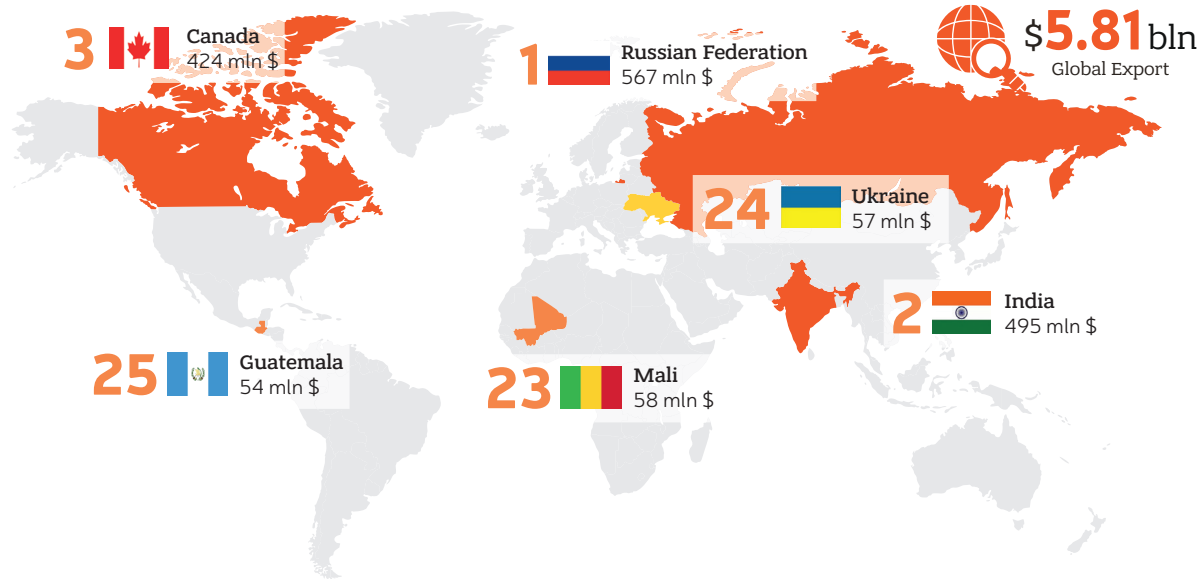 3
Canada
424 mln $
1
Russian Federation
567 mln $
$5.81 bln
Global Export
24
Ukraine
57 mln $
2
India
495 mln $
25
Guatemala
54 mln $
23
Mali
58 mln $